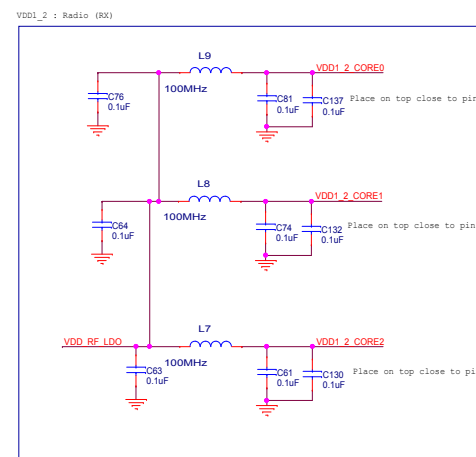 VDD1_2 : Radio (RX)
L9
VDD1_2_CORE0
C76
0.1uF
100MHz
C81
0.1uF
C137
0.1uF
Place on top close to pin
L8
VDD1_2_CORE1
C64
0.1uF
100MHz
C74
0.1uF
C132
0.1uF
Place on top close to pin
L7
VDD_RF_LDO
VDD1_2_CORE2
C63
0.1uF
100MHz
C61
0.1uF
C130
0.1uF
Place on top close to pi